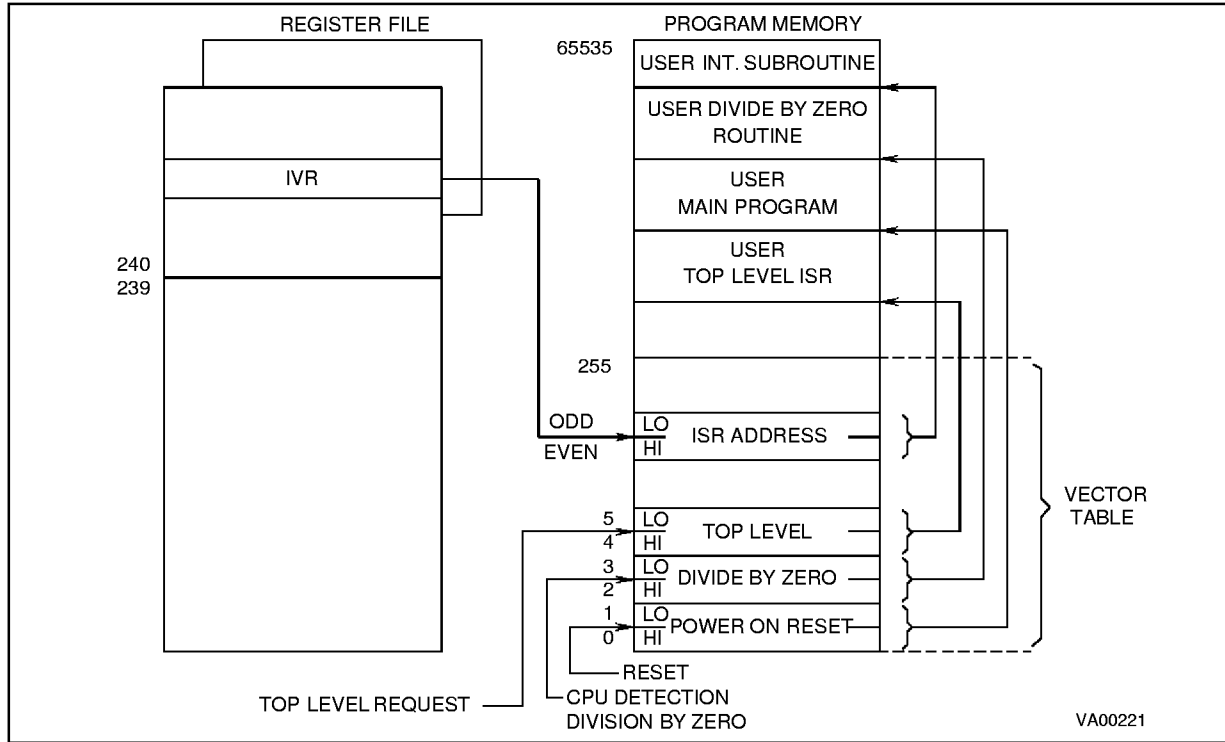 REGISTER FILE
PROGRAM MEMORY
65535
USER INT. SUBROUTINE
USER DIVIDE BY ZERO
ROUTINE
IVR
USER
MAIN PROGRAM
USER
TOP LEVEL ISR
240
239
255
ODD
EVEN
LO
HI
ISR ADDRESS
VECTOR
TABLE
5
4
LO
HI
TOP LEVEL
3
2
LO
HI
DIVIDE BY ZERO
1
0
LO
HI
POWER ON RESET
RESET
TOP LEVEL REQUEST
CPU DETECTION
DIVISION BY ZERO
VA00221